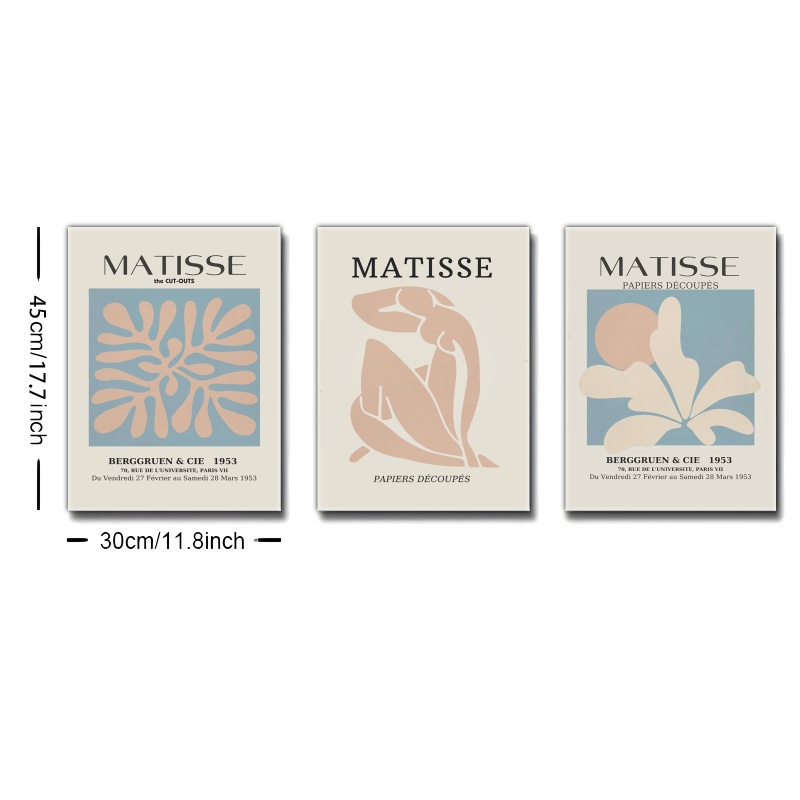 45cm/17.7inch
30cm/11.8inch
MATISSE
the CUT-OUTS
BERGGRUEN & CIE 1953
70, RUE DE L'UNIVERSITE, PARIS VII
Du Vendredi 27 Février au Samedi 28 Mars 1953
MATISSE
PAPIERS DÉCOUPÉS
MATISSE
PAPIERS DÉCOUPÉS
BERGGRUEN & CIE 1953
70, RUE DE L'UNIVERSITE, PARIS VII
Du Vendredi 27 Février au Samedi 28 Mars 1953